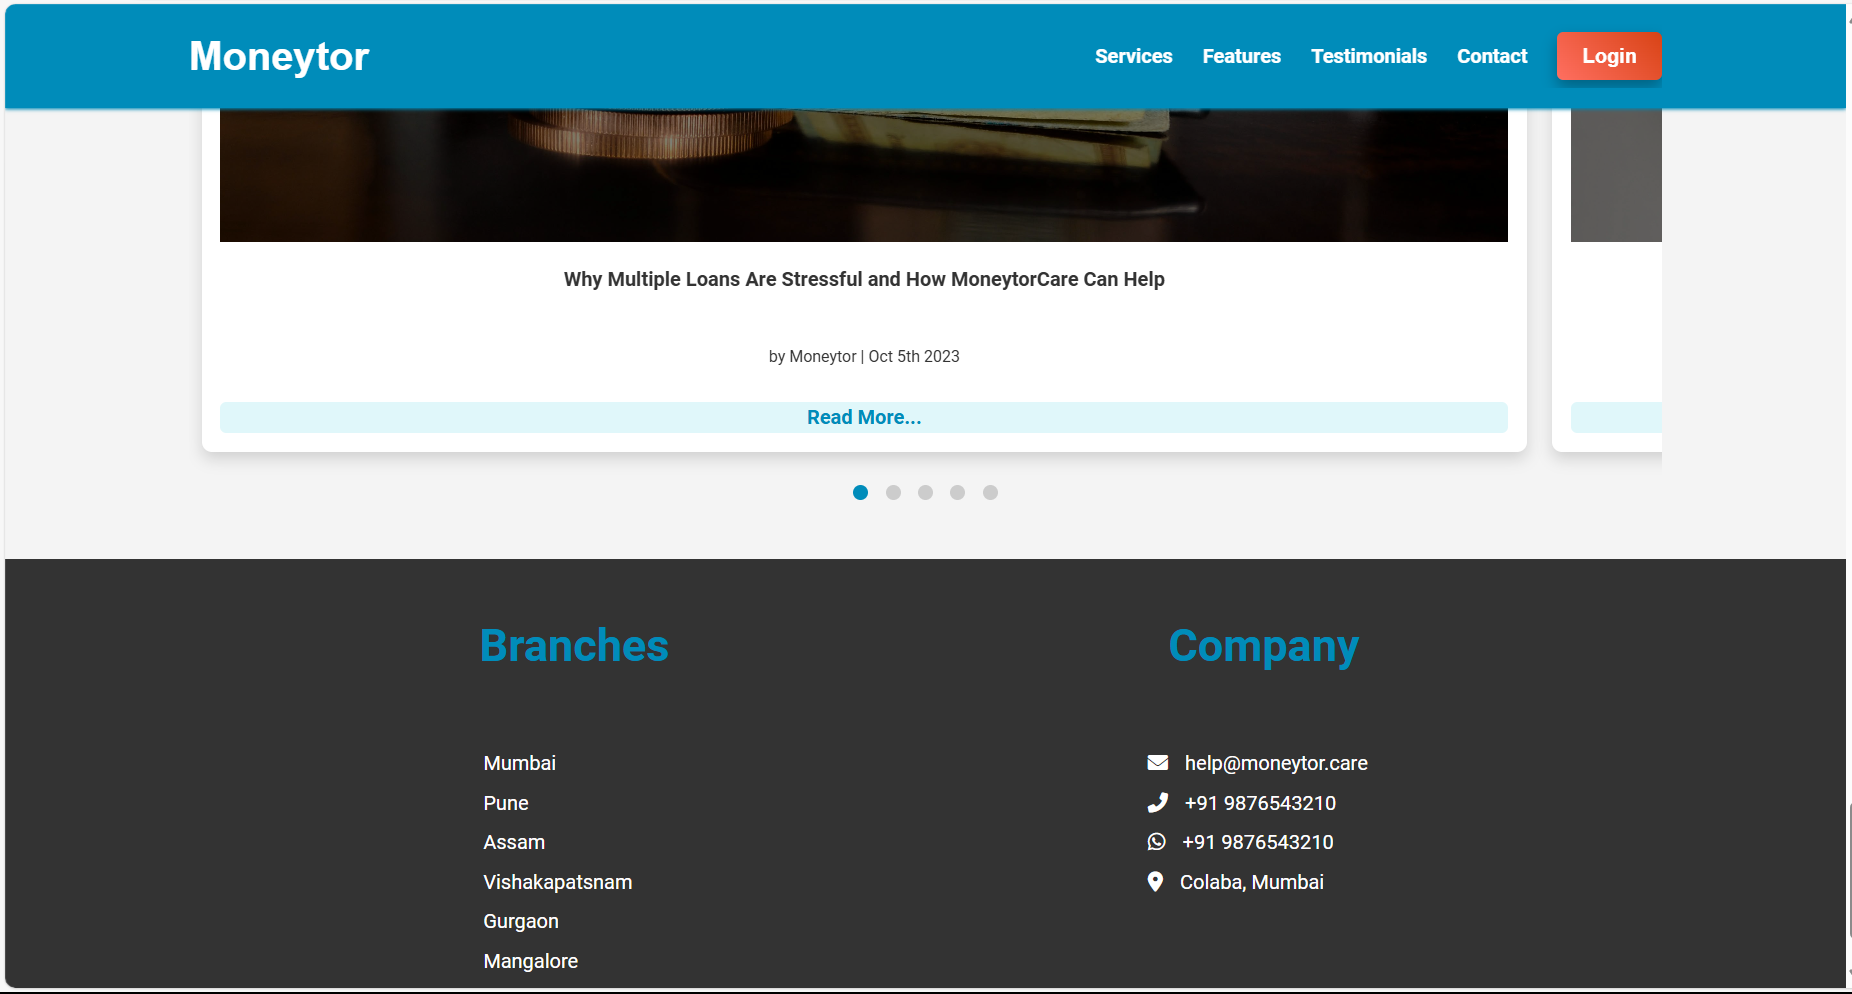 Moneytor
Services Features Testimonials Contact Login
Why Multiple Loans Are Stressful and How MoneytorCare Can Help
by Moneytor | Oct 5th 2023
Read More...
Branches
Mumbai
Pune
Assam
Vishakapatsnam
Gurgaon
Mangalore
Company
help@moneytor.care
+91 9876543210
+91 9876543210
Colaba, Mumbai